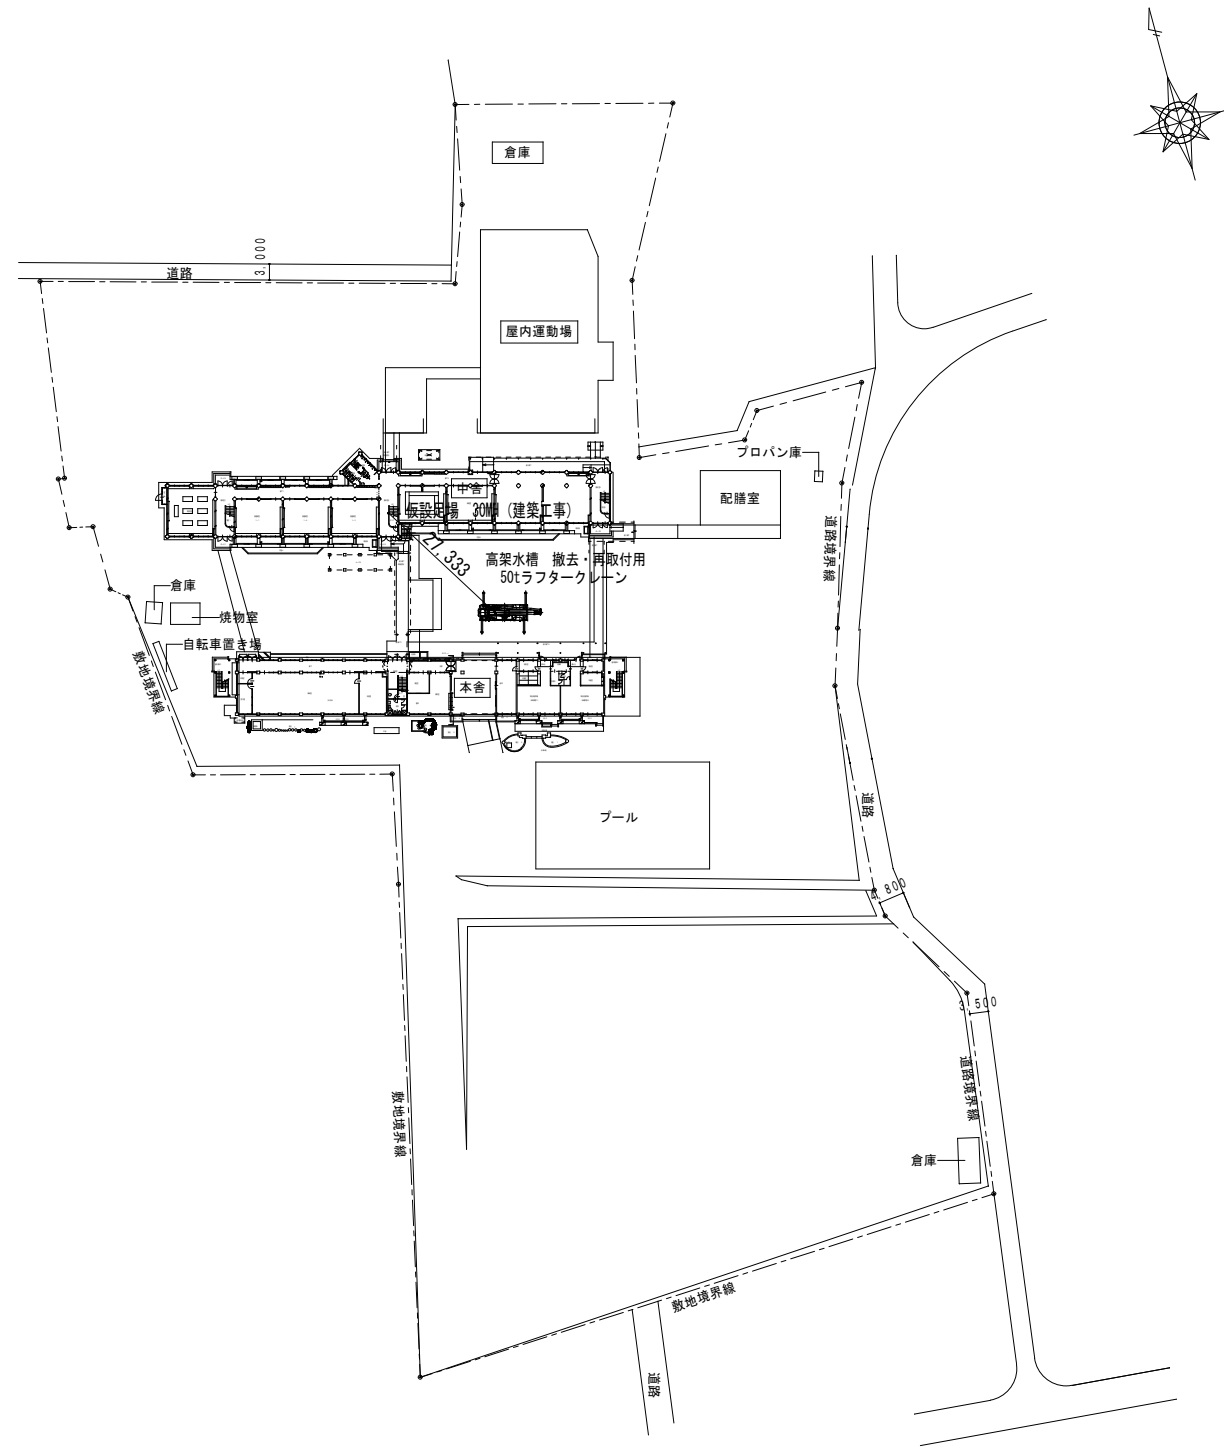 倉庫
3,000
道路
屋内運動場
プロパン庫
配膳室
中舎
仮設足場 30M (建築工事)
道路境界線
27,333
高架水槽 撤去・再取付用
50tラフタークレーン
倉庫
焼物室
自転車置き場
敷地境界線
本舎
プール
道路
4,800
3,500
道路境界線
敷地境界線
倉庫
敷地境界線
道路